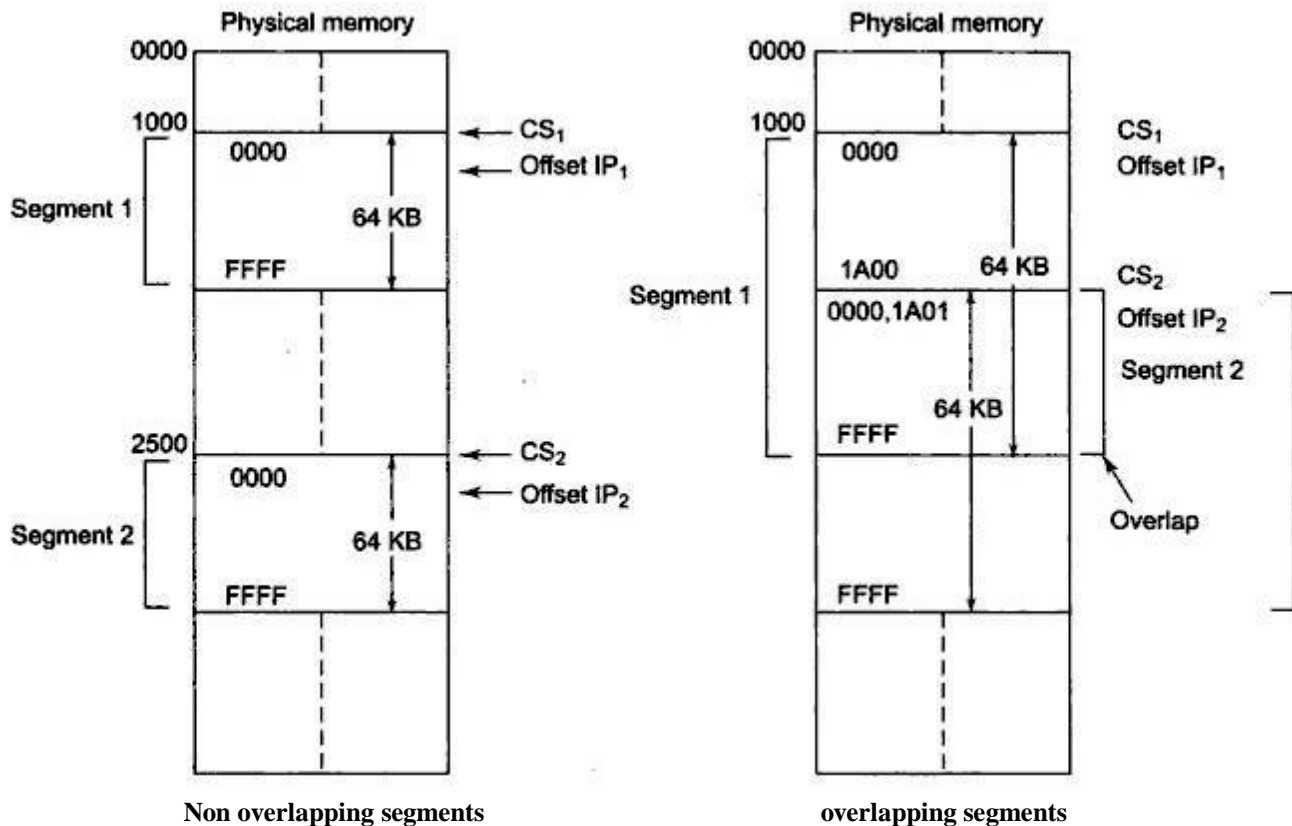 Physical memory
0000
1000
CS₁
0000
Offset IP₁
Segment 1
64 KB
FFFF
2500
CS₂
0000
Offset IP₂
Segment 2
64 KB
FFFF
Non overlapping segments
Physical memory
0000
1000
CS₁
0000
Offset IP₁
64 KB
1A00
CS₂
Segment 1
0000,1A01
Offset IP₂
Segment 2
64 KB
FFFF
Overlap
FFFF
overlapping segments